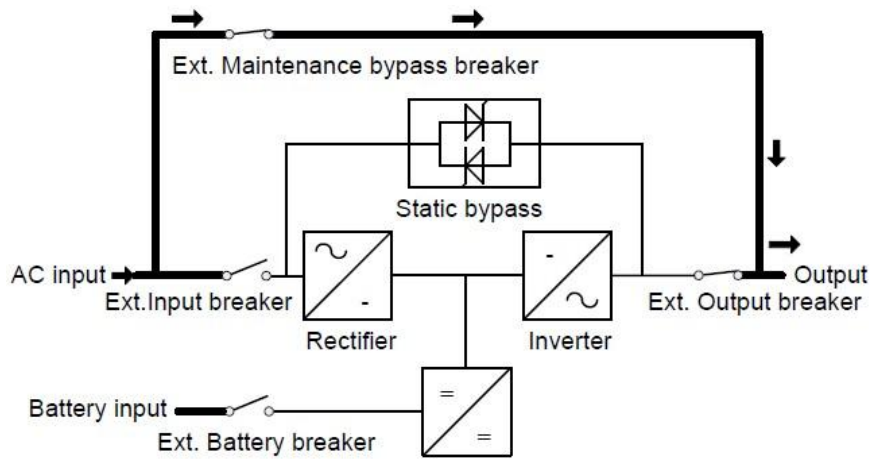 Ext. Maintenance bypass breaker
Static bypass
AC input
Output
Ext.Input breaker
Ext. Output breaker
Rectifier
Inverter
Battery input
Ext. Battery breaker